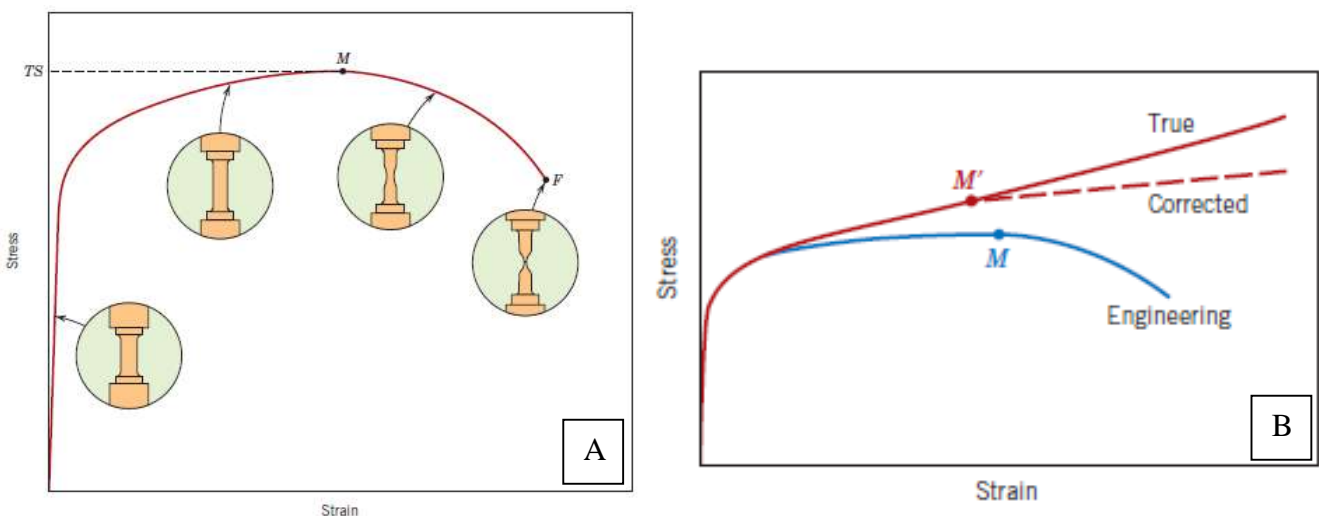 TS
M
F
Stress
Strain
A
True
M′
Corrected
M
Engineering
Stress
Strain
B